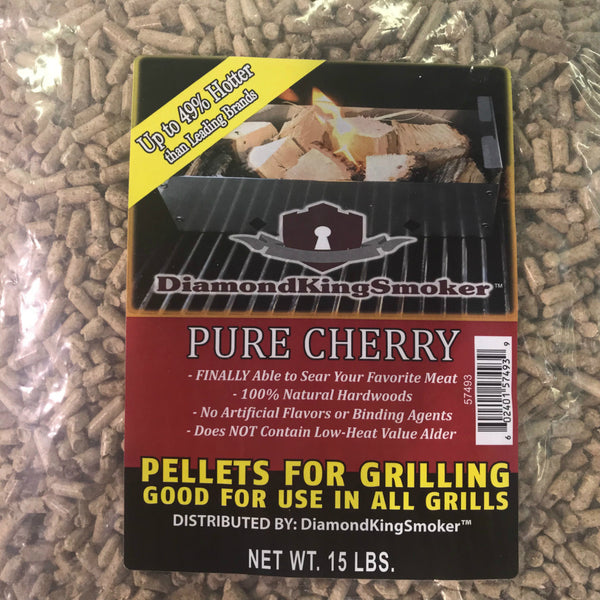 Up to 49% Hotter
than Leading Brands
DiamondKingSmoker™
PURE CHERRY
- FINALLY Able to Sear Your Favorite Meat
- 100% Natural Hardwoods
- No Artificial Flavors or Binding Agents
- Does NOT Contain Low-Heat Value Alder
57493
6 02401 57493 9
PELLETS FOR GRILLING
GOOD FOR USE IN ALL GRILLS
DISTRIBUTED BY: DiamondKingSmoker™
NET WT. 15 LBS.